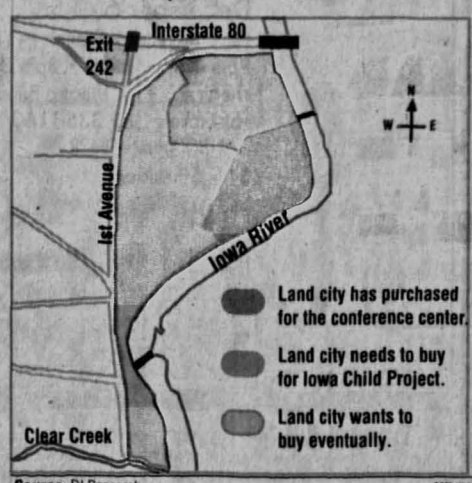 Interstate 80
Exit
242
N
W E
1st Avenue
Iowa River
Land city has purchased
for the conference center.
Land city needs to buy
for Iowa Child Project.
Land city wants to
buy eventually.
Clear Creek